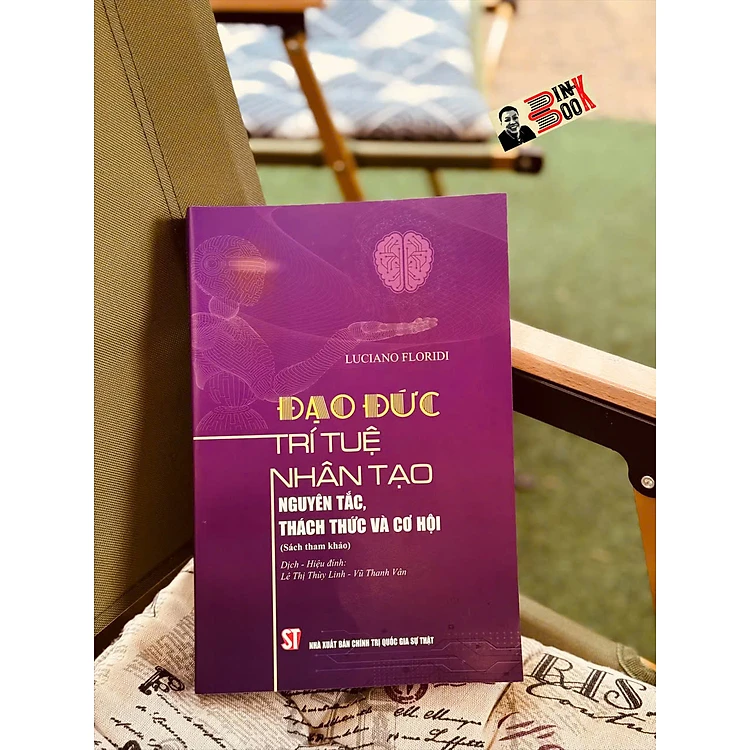 BINK
BOOK
LUCIANO FLORIDI
ĐẠO ĐỨC
TRÍ TUỆ
NHÂN TẠO
NGUYÊN TẮC,
THÁCH THỨC VÀ CƠ HỘI
(Sách tham khảo)
Dịch - Hiệu đính:
Lê Thị Thùy Linh - Vũ Thanh Vân
ST
NHÀ XUẤT BẢN CHÍNH TRỊ QUỐC GIA SỰ THẬT